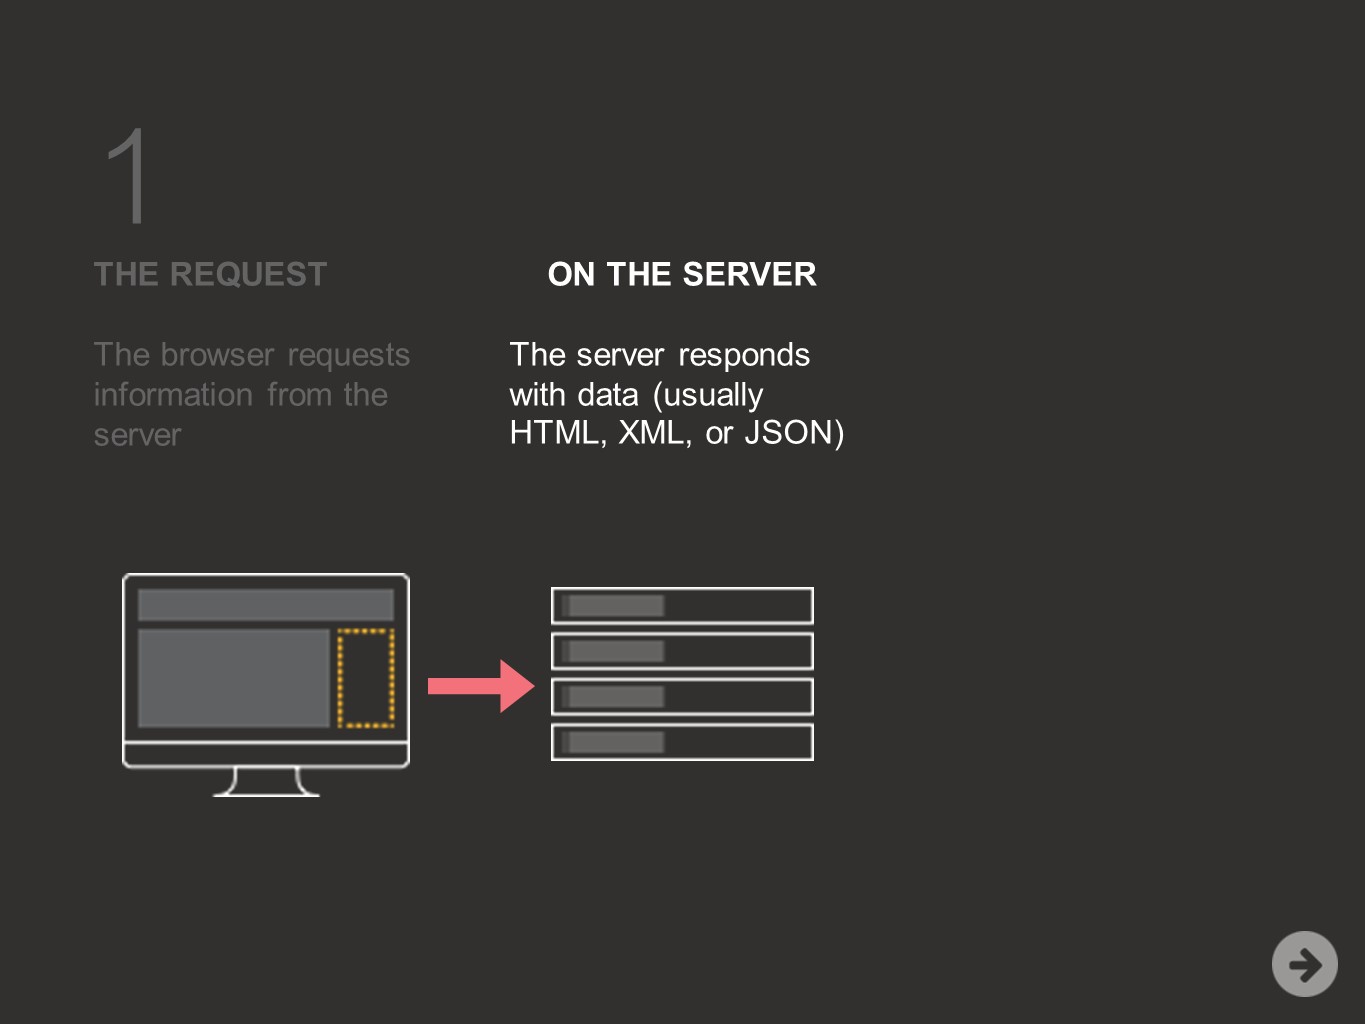 1
THE REQUEST
The browser requests
information from the
server
ON THE SERVER
The server responds
with data (usually
HTML, XML, or JSON)